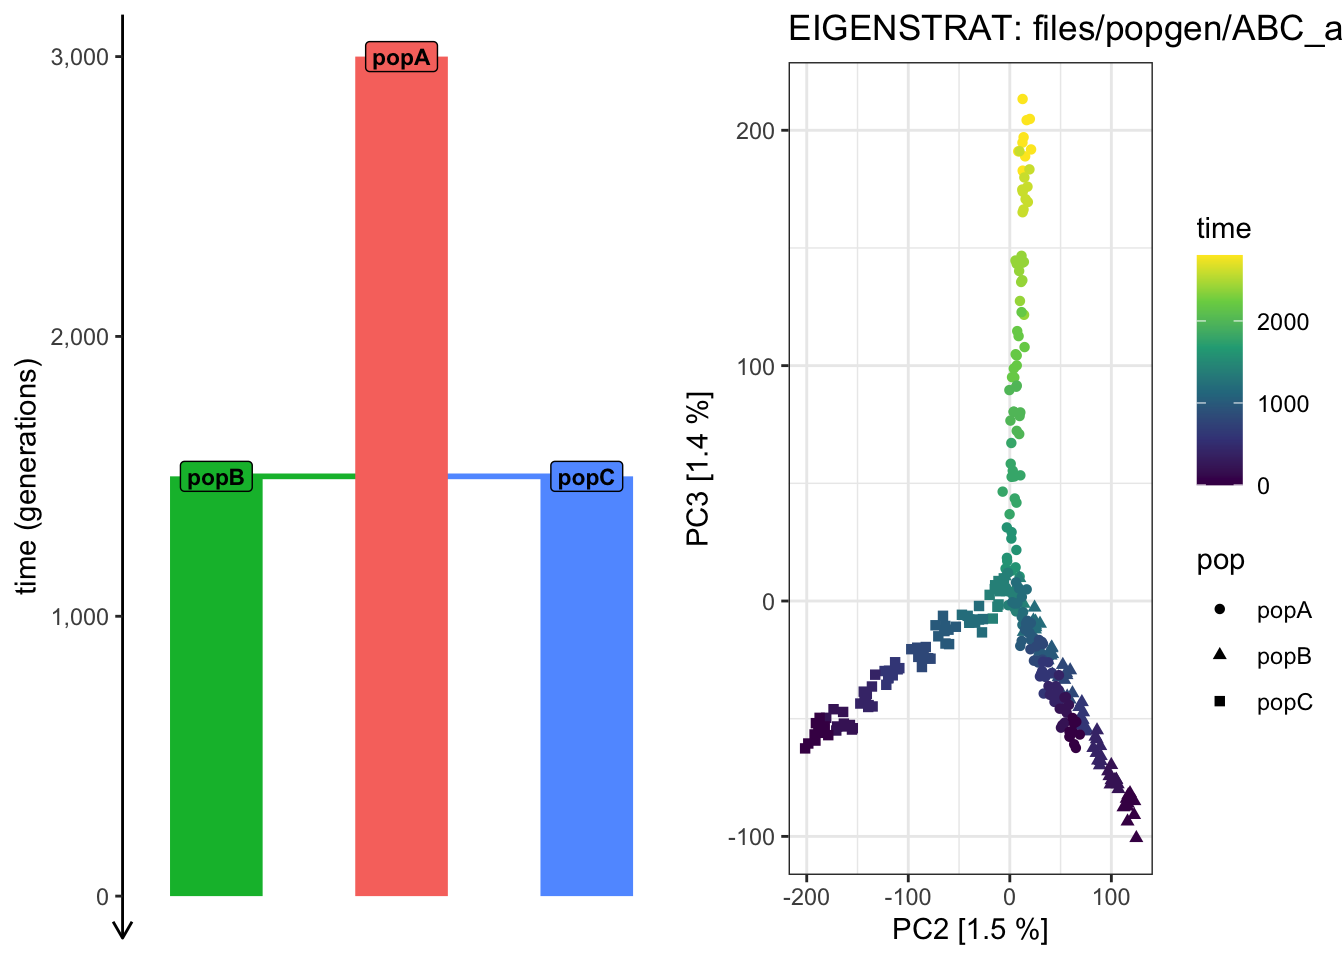 3,000
2,000
1,000
0
time (generations)
popA
popB
popC
EIGENSTRAT: files/popgen/ABC_a
200
100
0
-100
PC3 [1.4 %]
-200
-100
0
100
PC2 [1.5 %]
time
2000
1000
0
pop
popA
popB
popC